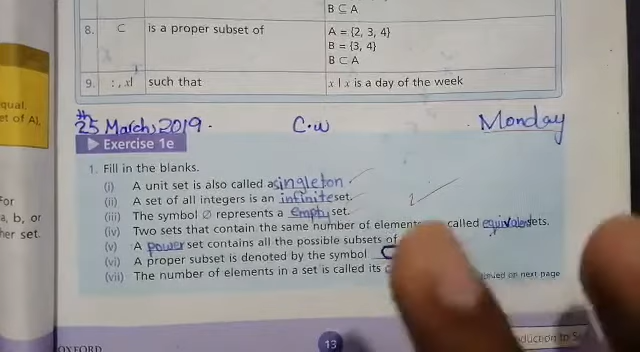 B ⊆ A
8. ⊂ is a proper subset of A = {2, 3, 4}
B = {3, 4}
B ⊂ A
9. : , x| such that x | x is a day of the week
equal.
et of A).
25th March, 2019. C.w Monday
Exercise 1e
1. Fill in the blanks.
(i) A unit set is also called a singleton.
(ii) A set of all integers is an infinite set.
(iii) The symbol ∅ represents a empty set.
(iv) Two sets that contain the same number of elements called equivalent sets.
(v) A power set contains all the possible subsets of
(vi) A proper subset is denoted by the symbol ⊂
(vii) The number of elements in a set is called its
For
a, b, or
her set.
on next page
OXFORD 13 duction to